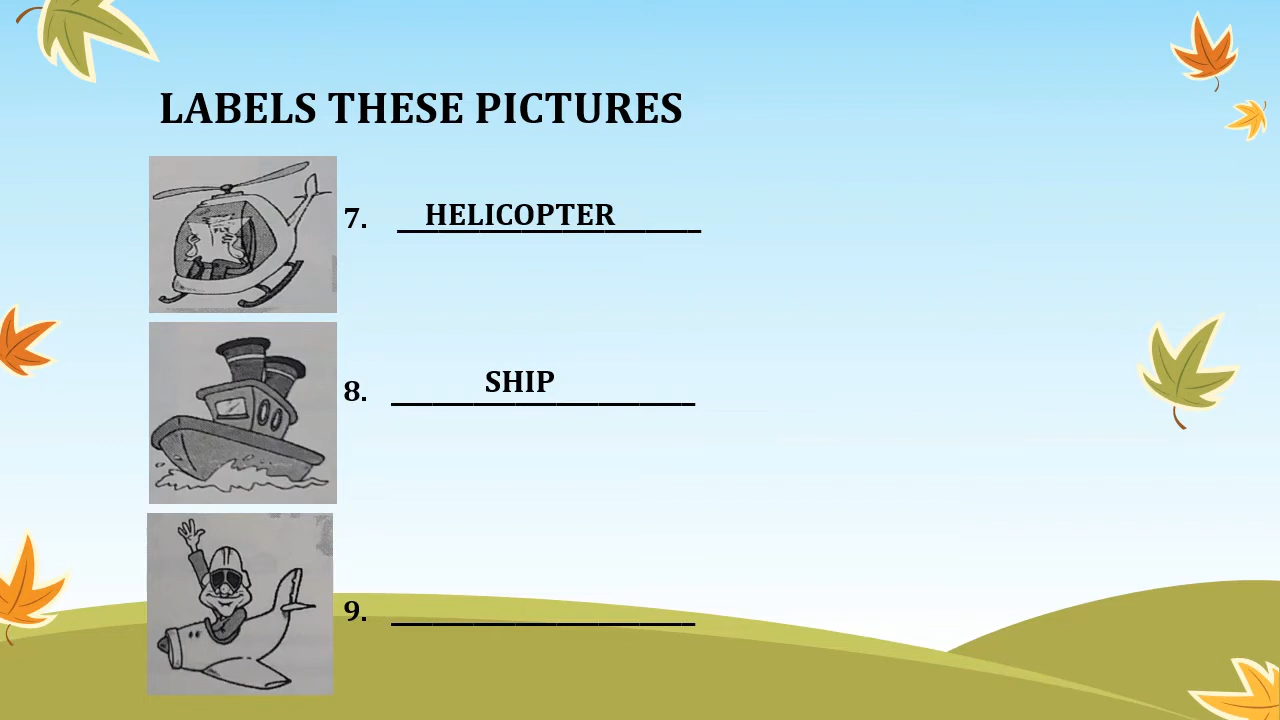 LABELS THESE PICTURES
7. HELICOPTER
8. SHIP
9.